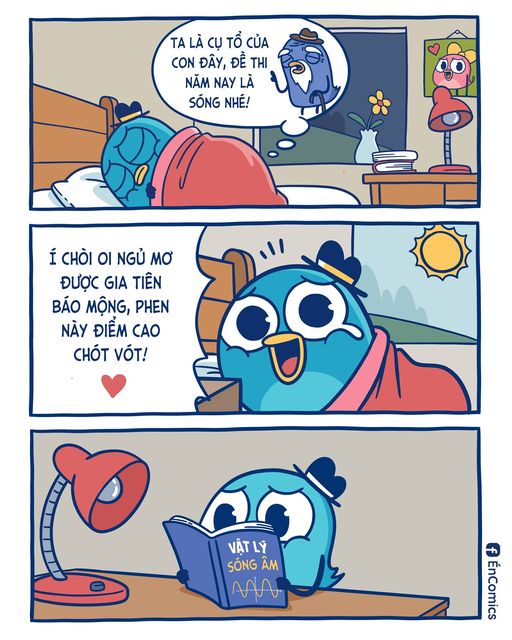 TA LÀ CỤ TỔ CỦA
CON ĐÂY, ĐỀ THI
NĂM NAY LÀ
SÓNG NHÉ!
Í CHÒI OI NGỦ MƠ
ĐƯỢC GIA TIÊN
BÁO MỘNG, PHEN
NÀY ĐIỂM CAO
CHÓT VÓT!
VẬT LÝ
SÓNG ÂM
ÉnComics